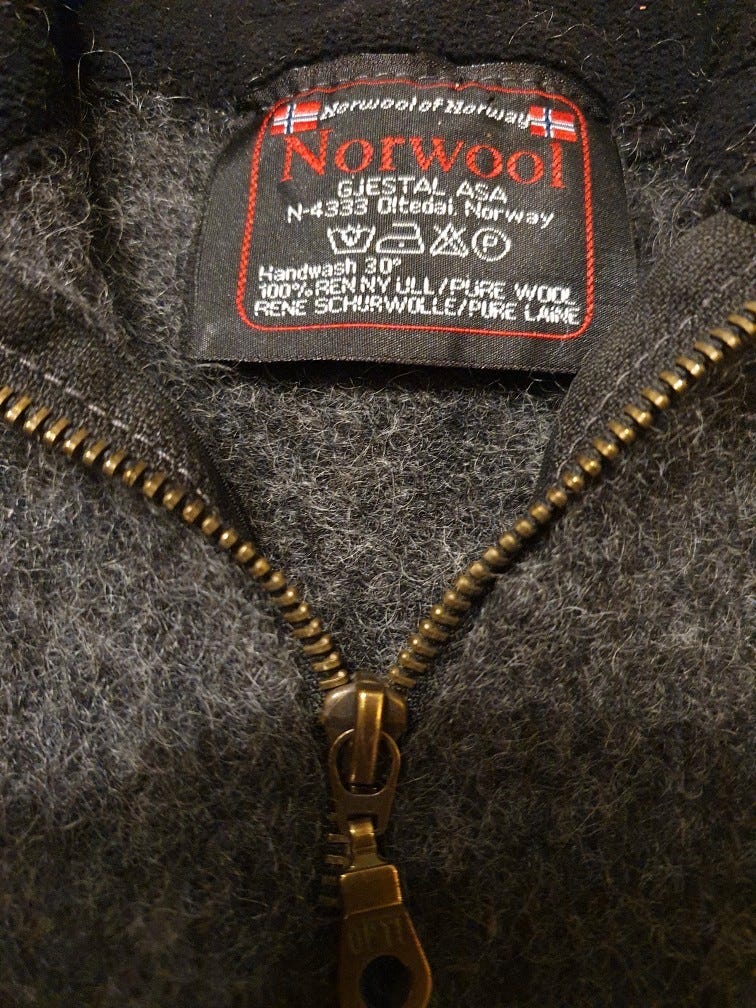 Norwool of Norway
Norwool
GJESTAL ASA
N-4333 Oltedal, Norway
P
Handwash 30°
100% REN NY ULL/PURE WOOL
REINE SCHURWOLLE/PURE LAINE